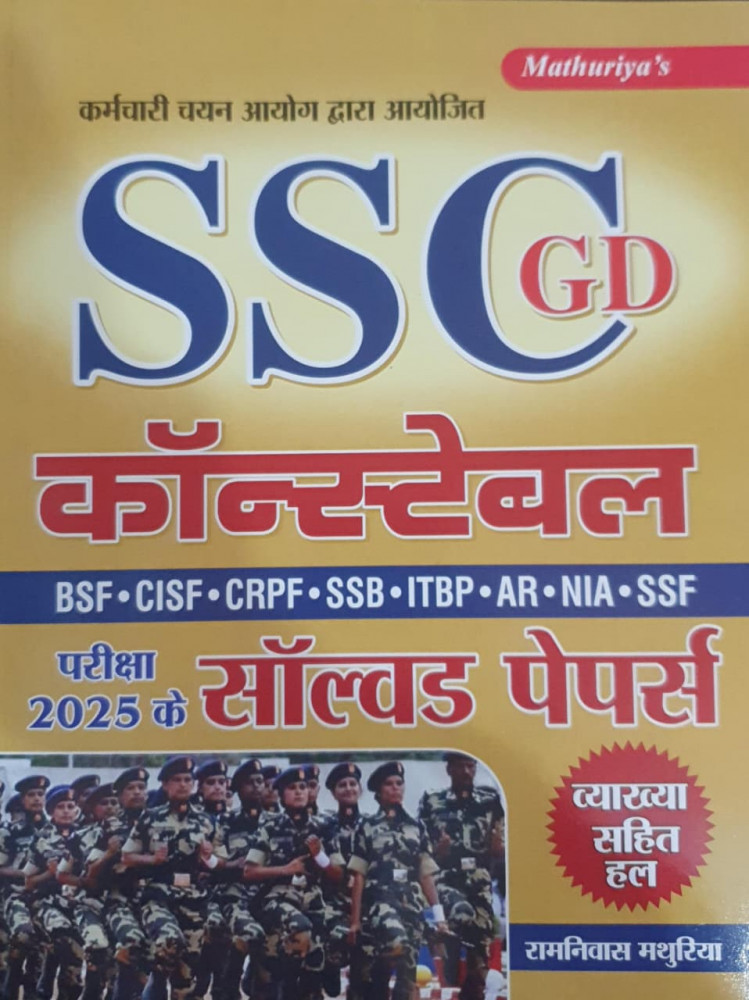 Mathuriya's
कर्मचारी चयन आयोग द्वारा आयोजित
SSC GD
कॉन्स्टेबल
BSF•CISF•CRPF•SSB•ITBP•AR•NIA•SSF
परीक्षा
2025 के
सॉल्वड पेपर्स
व्याख्या
सहित
हल
रामनिवास मथुरिया